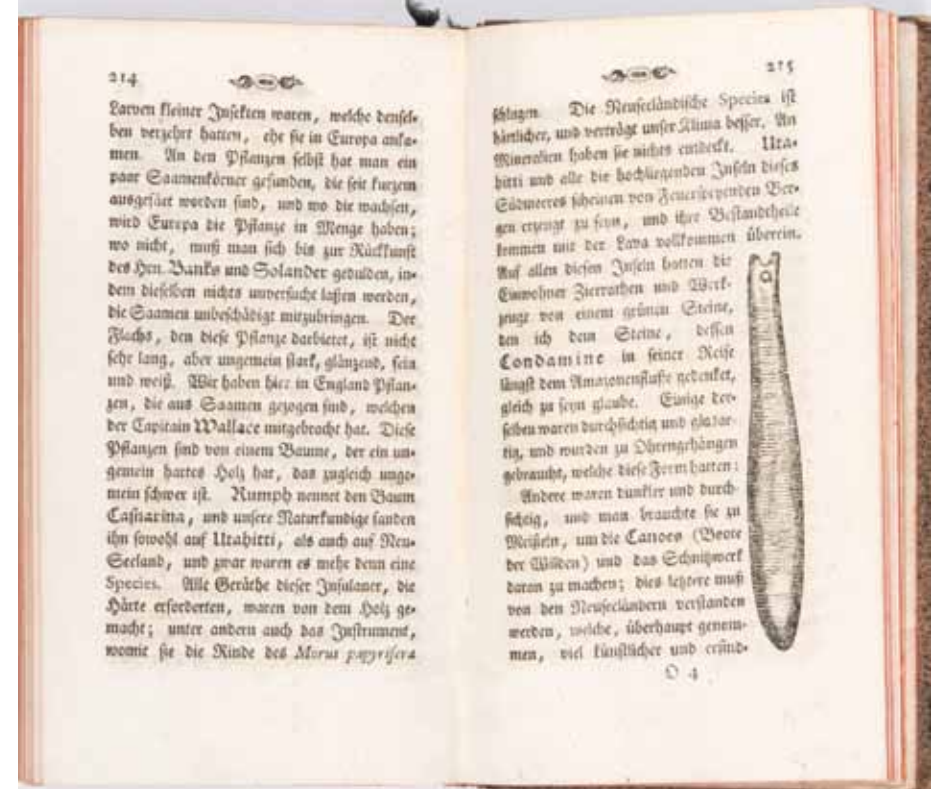 214
Larven kleiner Insekten waren, welche densel-
ben verzehrt hatten, ehe sie in Europa anka-
men. An den Pflanzen selbst hat man ein
paar Saamenkörner gefunden, die seit kurzem
ausgesäet worden sind, und wo die wachsen,
wird Europa die Pflanze in Menge haben;
wo nicht, muß man sich bis zur Rückkunft
des Hrn. Banks und Solander gedulden, in-
dem dieselben nichts unversucht lassen werden,
die Saamen unbeschädigt mitzubringen. Der
Flachs, den diese Pflanze darbietet, ist nicht
sehr lang, aber ungemein stark, glänzend, fein
und weiß. Wir haben hier in England Pflan-
zen, die aus Saamen gezogen sind, welchen
der Capitain Wallace mitgebracht hat. Diese
Pflanzen sind von einem Baume, der ein un-
gemein hartes Holz hat, das zugleich unge-
mein schwer ist. Rumph nennet den Baum
Casuarina, und unsere Naturkundige fanden
ihn sowohl auf Utahitti, als auch auf Neu-
Seeland, und zwar waren es mehr denn eine
Species. Alle Geräthe dieser Insulaner, die
Härte erforderten, waren von dem Holz ge-
macht; unter andern auch das Instrument,
womit sie die Rinde des Morus papyrifera
215
schlagen. Die Neuseeländische Species ist
härtlicher, und verträgt unser Klima besser. An
Mineralien haben sie nichts entdeckt. Uta-
hitti und alle die hochliegenden Inseln dieses
Südmeeres scheinen von Feuerspeyenden Ber-
gen erzeugt zu seyn, und ihre Bestandtheile
kommen mit der Lava vollkommen überein.
Auf allen diesen Inseln hatten die
Einwohner Zierrathen und Werk-
zeuge von einem grünen Steine,
den ich dem Steine, dessen
Condamine in seiner Reise
längst dem Amazonenflusse gedenket,
gleich zu seyn glaube. Einige der-
selben waren durchsichtig und glasar-
tig, und wurden zu Ohrengehängen
gebraucht, welche diese Form hatten:
Andere waren dunkler und durch-
sichtig, und man brauchte sie zu
Meißeln, um die Canoes (Boote
der Wilden) und das Schnitzwerk
daran zu machen; dies letztere muß
von den Neuseeländern verstanden
werden, welche, überhaupt genom-
men, viel künstlicher und erfind-
O 4